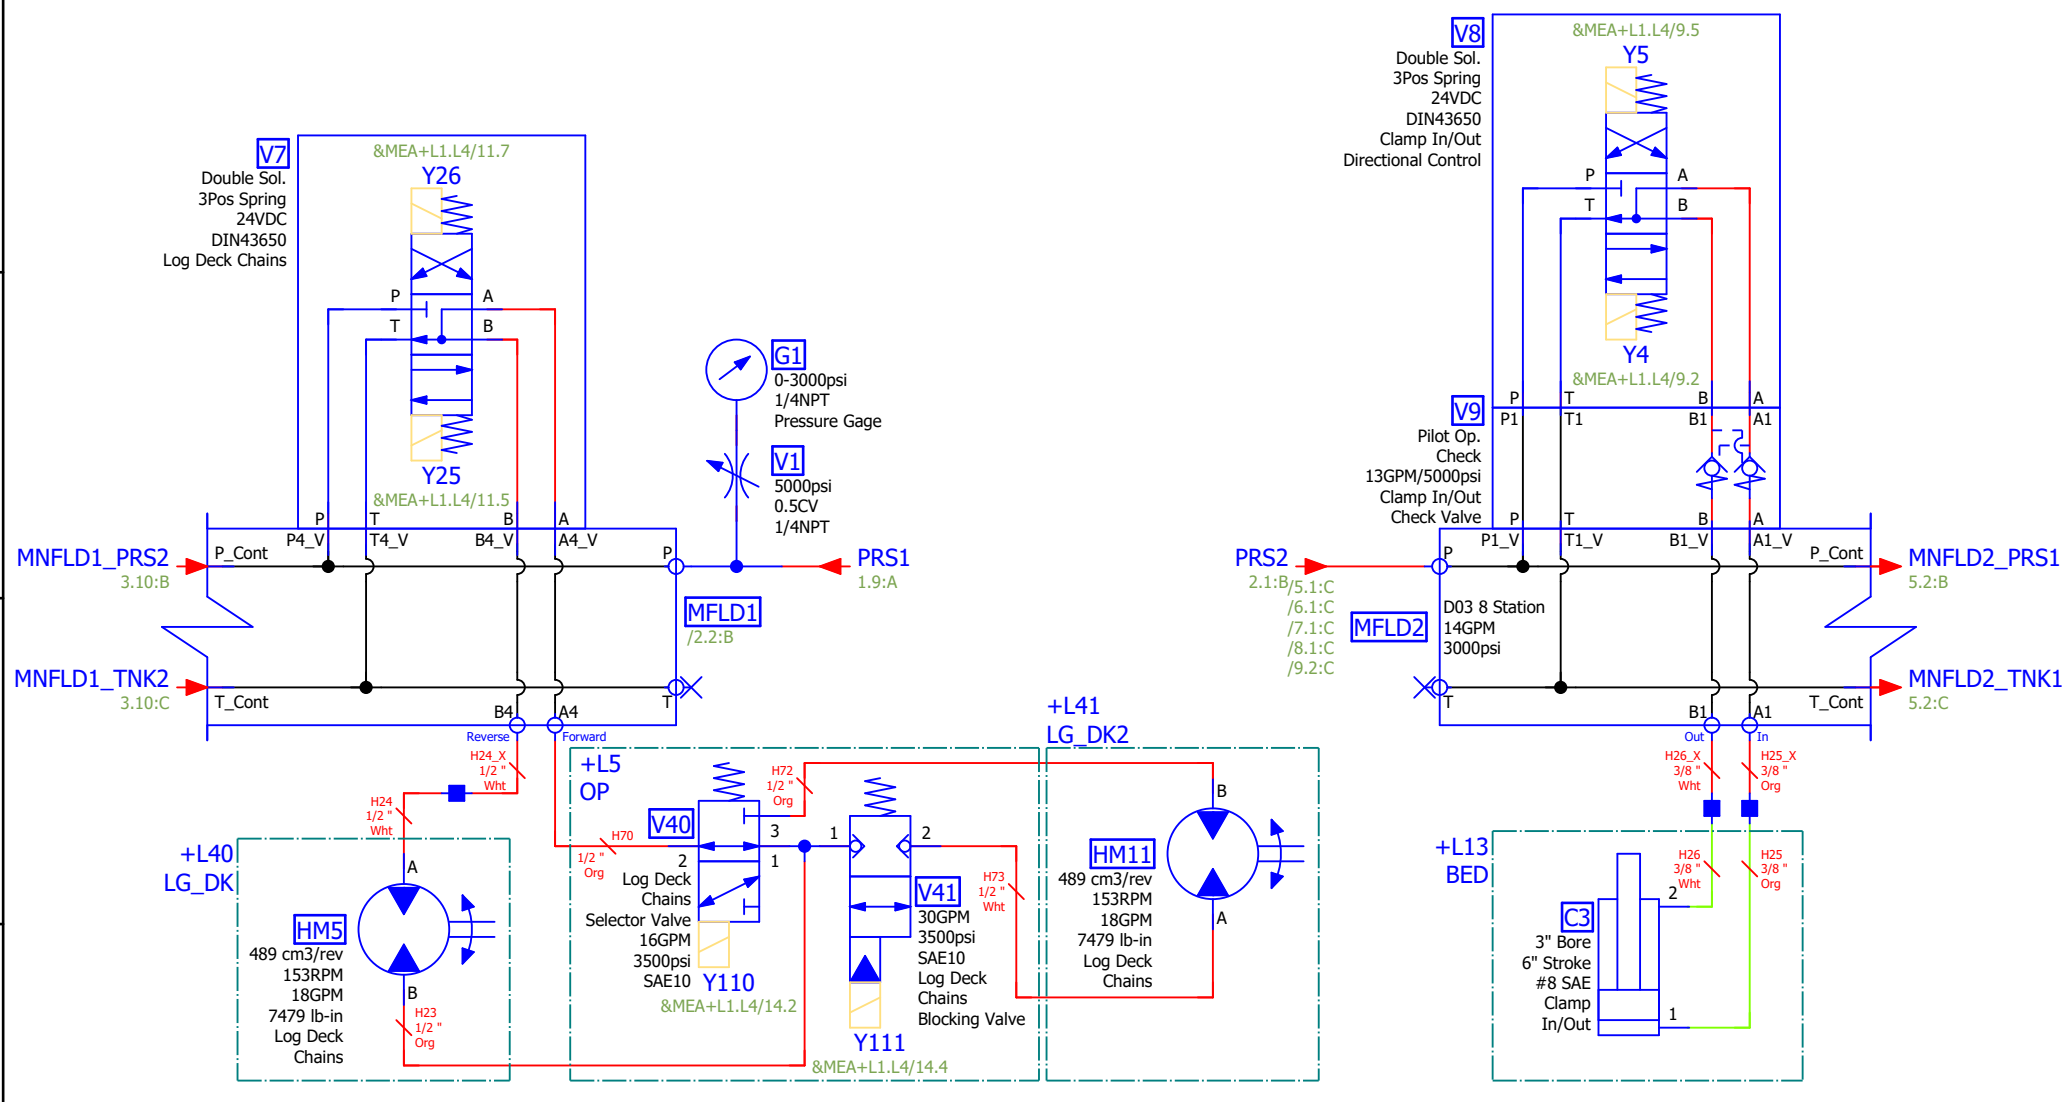 V7
Double Sol.
3Pos Spring
24VDC
DIN43650
Log Deck Chains
&MEA+L1.L4/11.7
Y26
P
A
T
B
Y25
&MEA+L1.L4/11.5
P
T
B
A
P4_V
T4_V
B4_V
A4_V
G1
0-3000psi
1/4NPT
Pressure Gage
V1
5000psi
0.5CV
1/4NPT
MNFLD1_PRS2
3.10:B
P_Cont
P
PRS1
1.9:A
MFLD1
/2.2:B
MNFLD1_TNK2
3.10:C
T_Cont
T
B4
A4
Reverse
Forward
H24_X
1/2 "
Wht
H24
1/2 "
Wht
+L40
LG_DK
A
HM5
489 cm3/rev
153RPM
18GPM
7479 lb-in
Log Deck
Chains
B
H23
1/2 "
Org
+L5
OP
H70
1/2 "
Org
V40
3
2
1
Log Deck
Chains
Selector Valve
16GPM
3500psi
SAE10
Y110
&MEA+L1.L4/14.2
H72
1/2 "
Org
1
2
V41
30GPM
3500psi
SAE10
Log Deck
Chains
Blocking Valve
Y111
&MEA+L1.L4/14.4
H73
1/2 "
Wht
+L41
LG_DK2
B
HM11
489 cm3/rev
153RPM
18GPM
7479 lb-in
Log Deck
Chains
A
V8
Double Sol.
3Pos Spring
24VDC
DIN43650
Clamp In/Out
Directional Control
&MEA+L1.L4/9.5
Y5
P
A
T
B
Y4
&MEA+L1.L4/9.2
P
T
B
A
P1
T1
B1
A1
V9
Pilot Op.
Check
13GPM/5000psi
Clamp In/Out
Check Valve
P
T
B
A
P1_V
T1_V
B1_V
A1_V
PRS2
2.1:B
/5.1:C
/6.1:C
/7.1:C
/8.1:C
/9.2:C
P
P_Cont
MNFLD2_PRS1
5.2:B
MFLD2
D03 8 Station
14GPM
3000psi
T
T_Cont
MNFLD2_TNK1
5.2:C
B1
A1
Out
In
H26_X
3/8 "
Wht
H25_X
3/8 "
Org
+L13
BED
H26
3/8 "
Wht
H25
3/8 "
Org
2
C3
3" Bore
6" Stroke
#8 SAE
Clamp
In/Out
1